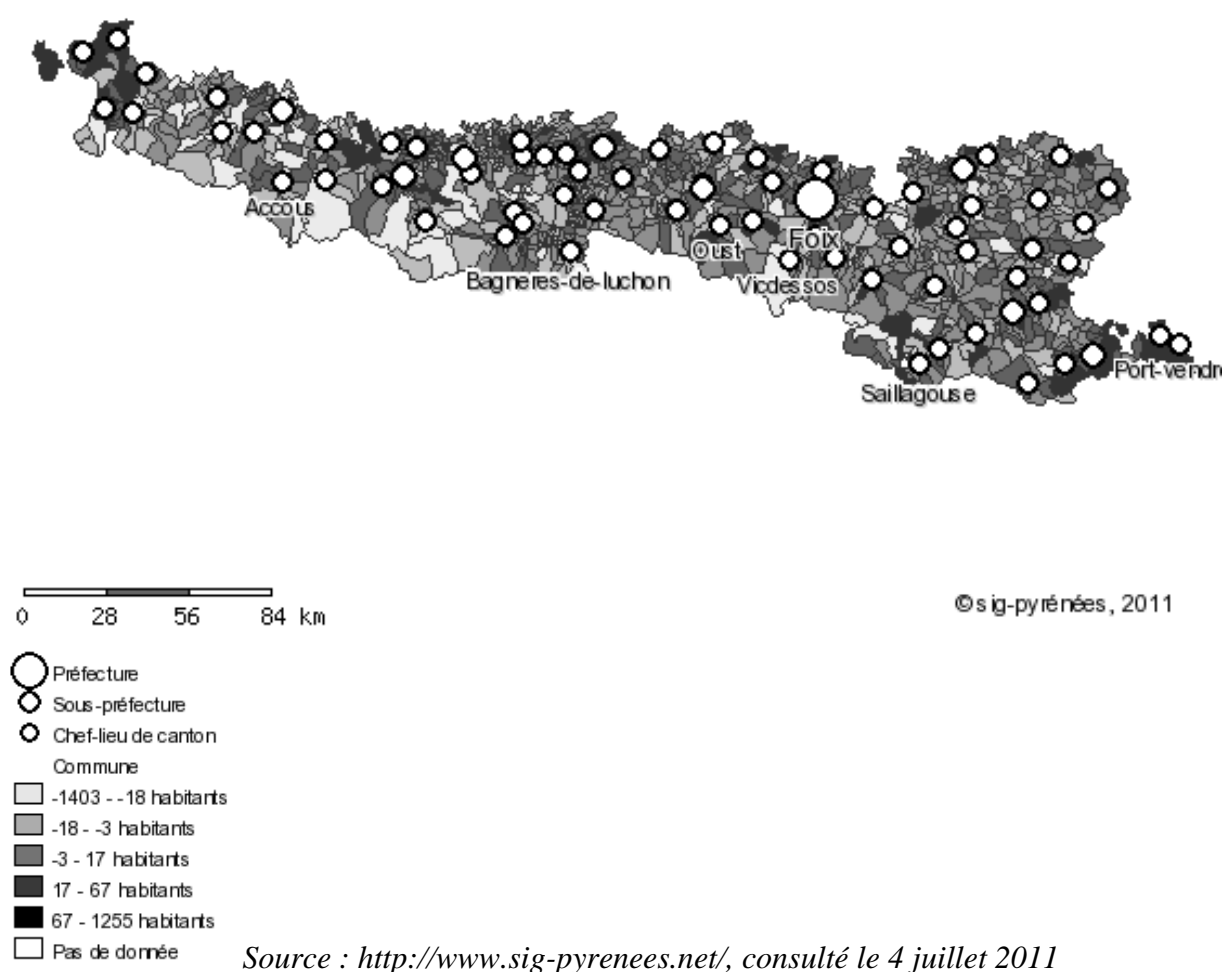 Accous
Foix
Oust
Bagneres-de-luchon
Vicdessos
Port-vendre
Saillagouse
0 28 56 84 km
©sig-pyrénées, 2011
Préfecture
Sous-préfecture
Chef-lieu de canton
Commune
-1403 - -18 habitants
-18 - -3 habitants
-3 - 17 habitants
17 - 67 habitants
67 - 1255 habitants
Pas de donnée
Source : http://www.sig-pyrenees.net/, consulté le 4 juillet 2011